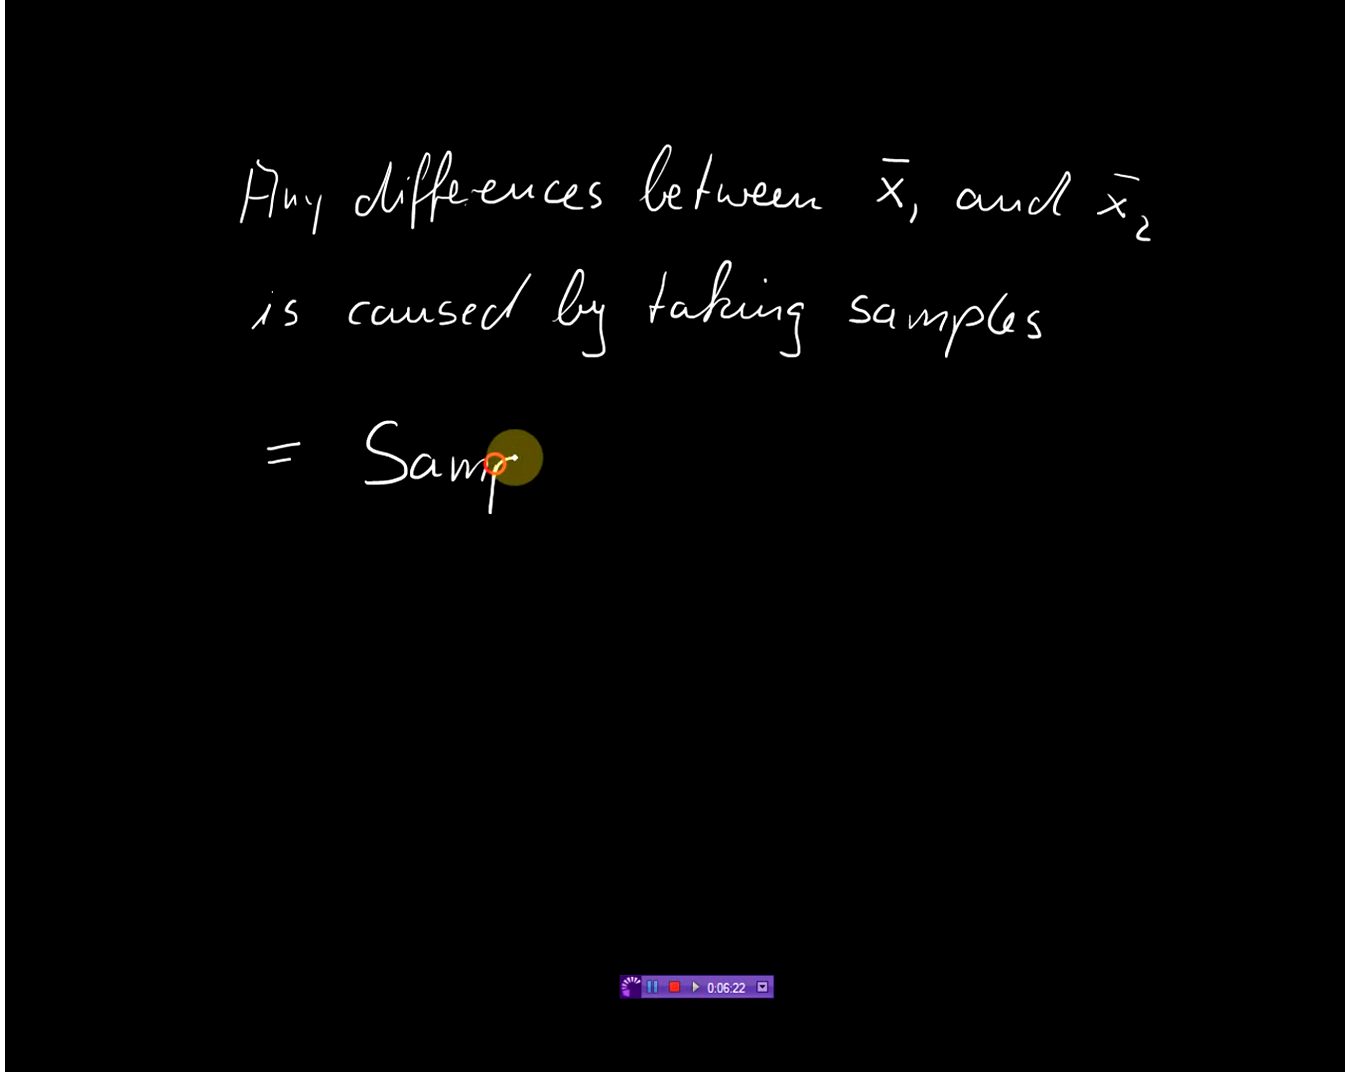 Any differences between x̄₁ and x̄₂
is caused by taking samples
= Samp
0:06:22